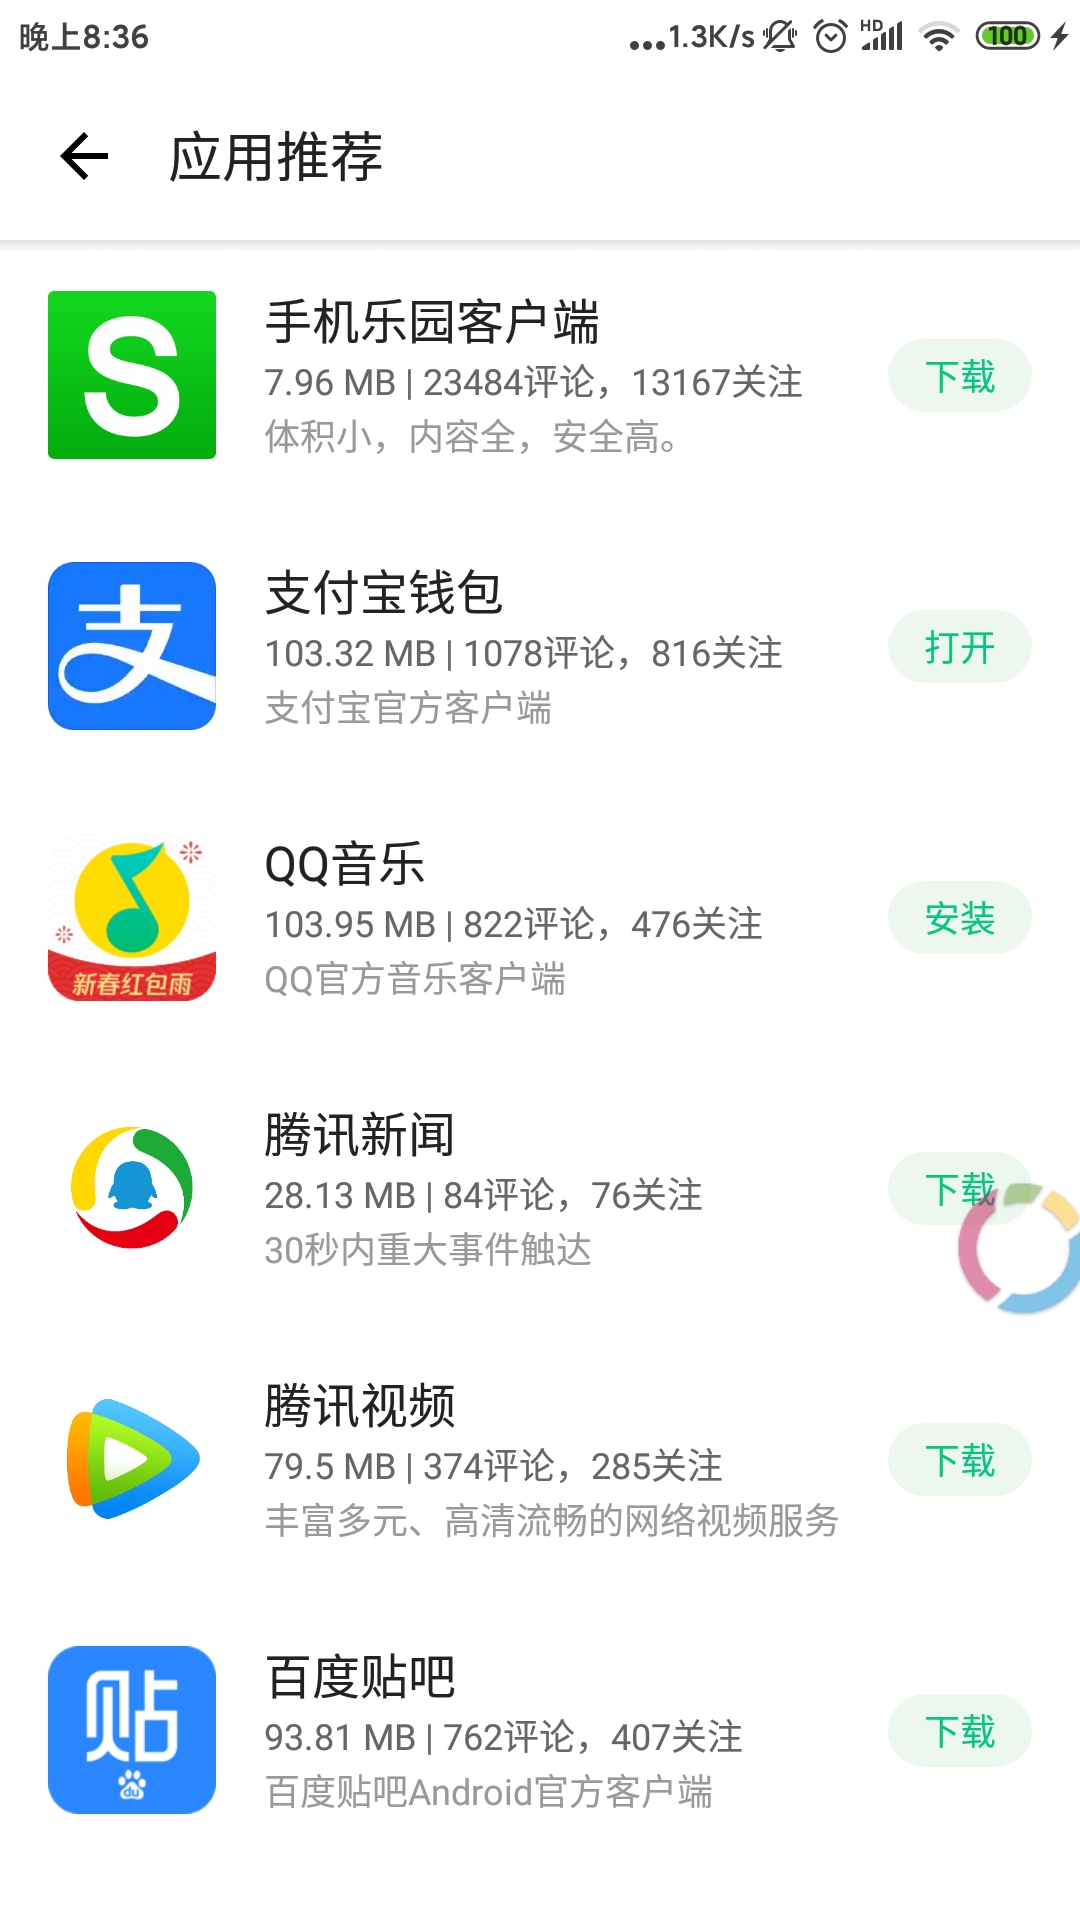 晚上8:36
...1.3K/s
HD
100
应用推荐
S
手机乐园客户端
7.96 MB | 23484评论，13167关注
体积小，内容全，安全高。
下载
支
支付宝钱包
103.32 MB | 1078评论，816关注
支付宝官方客户端
打开
新春红包雨
QQ音乐
103.95 MB | 822评论，476关注
QQ官方音乐客户端
安装
腾讯新闻
28.13 MB | 84评论，76关注
30秒内重大事件触达
下载
腾讯视频
79.5 MB | 374评论，285关注
丰富多元、高清流畅的网络视频服务
下载
贴
du
百度贴吧
93.81 MB | 762评论，407关注
百度贴吧Android官方客户端
下载